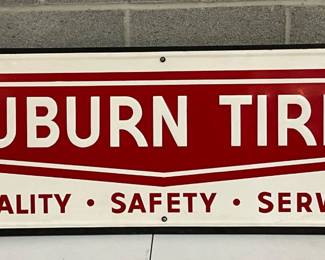 UBURN TIR
ALITY • SAFETY • SERV